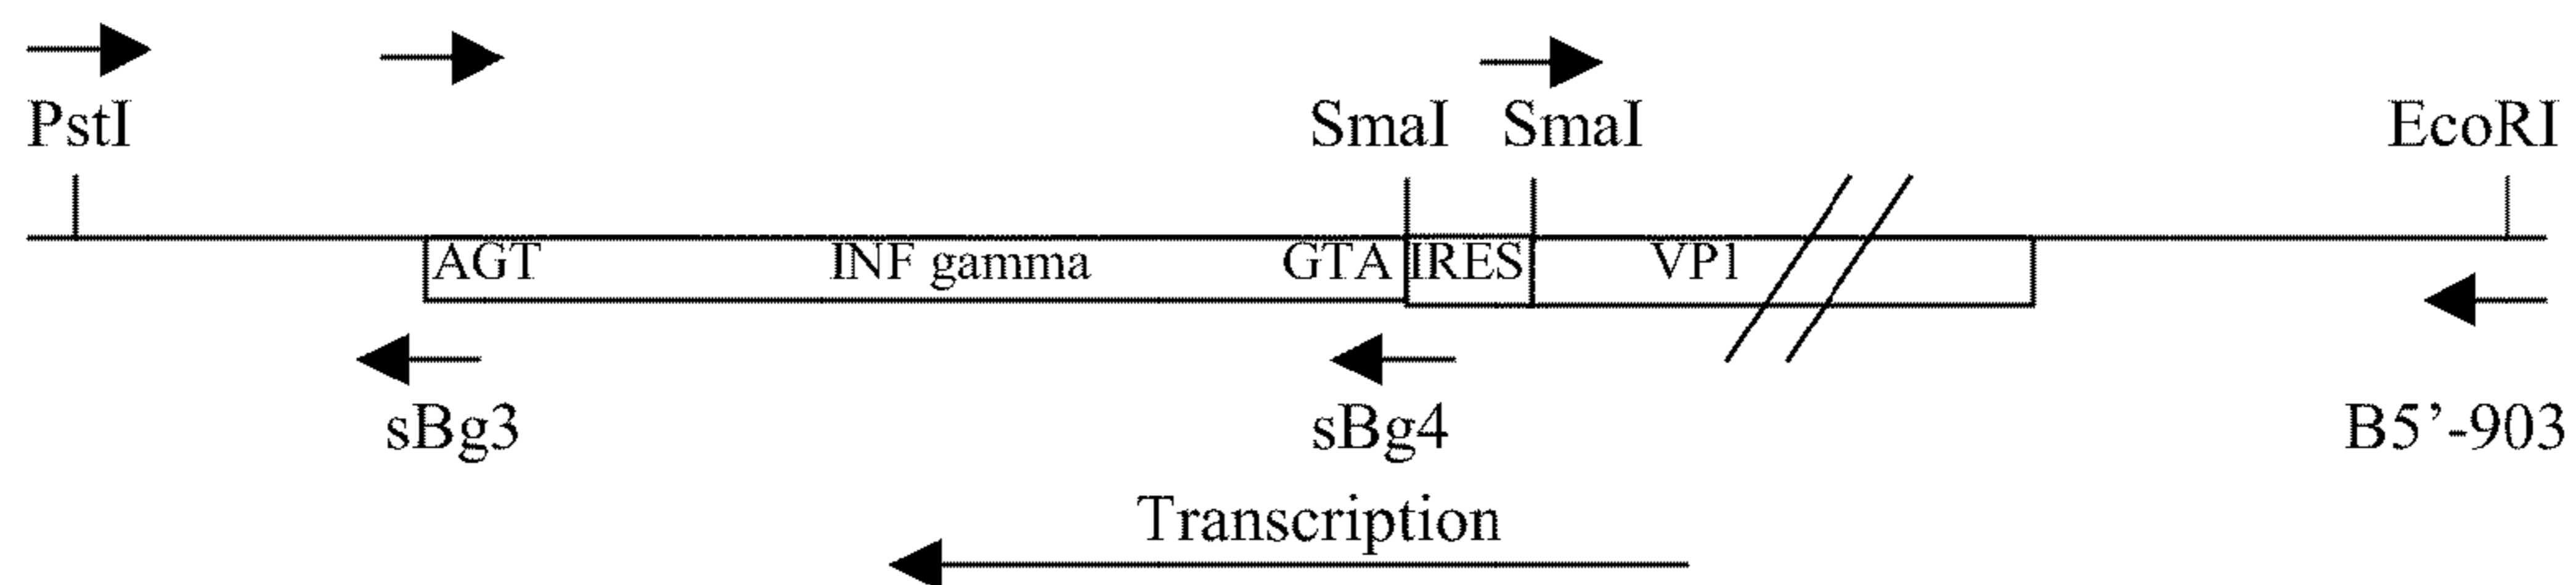 PstI
SmaI SmaI
EcoRI
AGT INF gamma GTA IRES VP1
sBg3 sBg4 B5’-903
Transcription